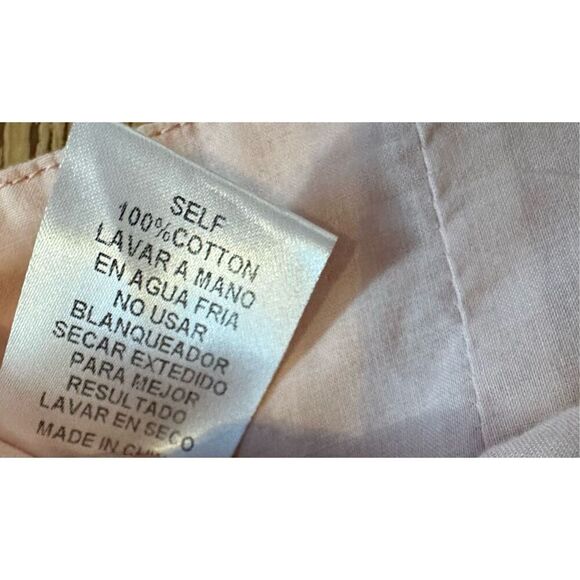 SELF
100%COTTON
LAVAR A MANO
EN AGUA FRIA
NO USAR
BLANQUEADOR
SECAR EXTEDIDO
PARA MEJOR
RESULTADO
LAVAR EN SECO
MADE IN